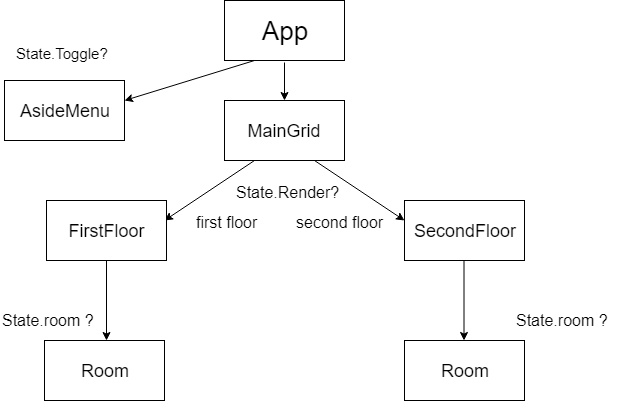 App
State.Toggle?
AsideMenu
MainGrid
State.Render?
first floor
second floor
FirstFloor
SecondFloor
State.room ?
State.room ?
Room
Room